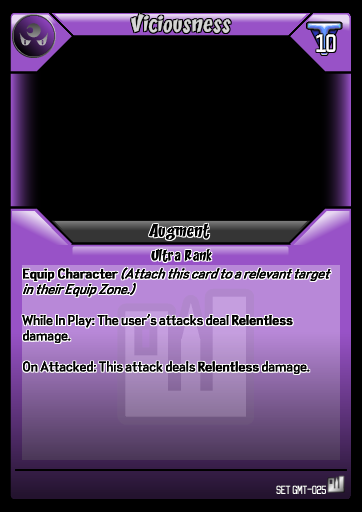 Viciousness
10
Augment
Ultra Rank
Equip Character (Attach this card to a relevant target
in their Equip Zone.)
While In Play: The user's attacks deal Relentless
damage.
On Attacked: This attack deals Relentless damage.
SET GMT-025